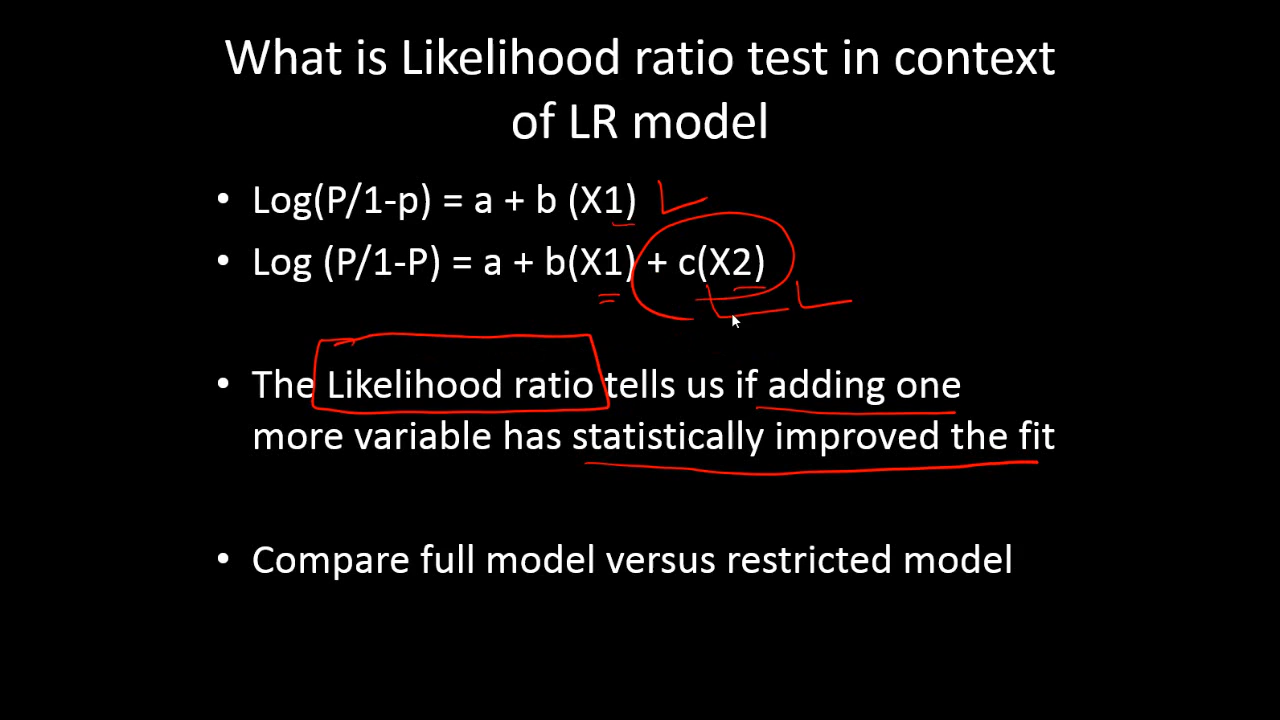 What is Likelihood ratio test in context
of LR model
• Log(P/1-p) = a + b (X1)
• Log (P/1-P) = a + b(X1) + c(X2)
• The Likelihood ratio tells us if adding one
more variable has statistically improved the fit
• Compare full model versus restricted model